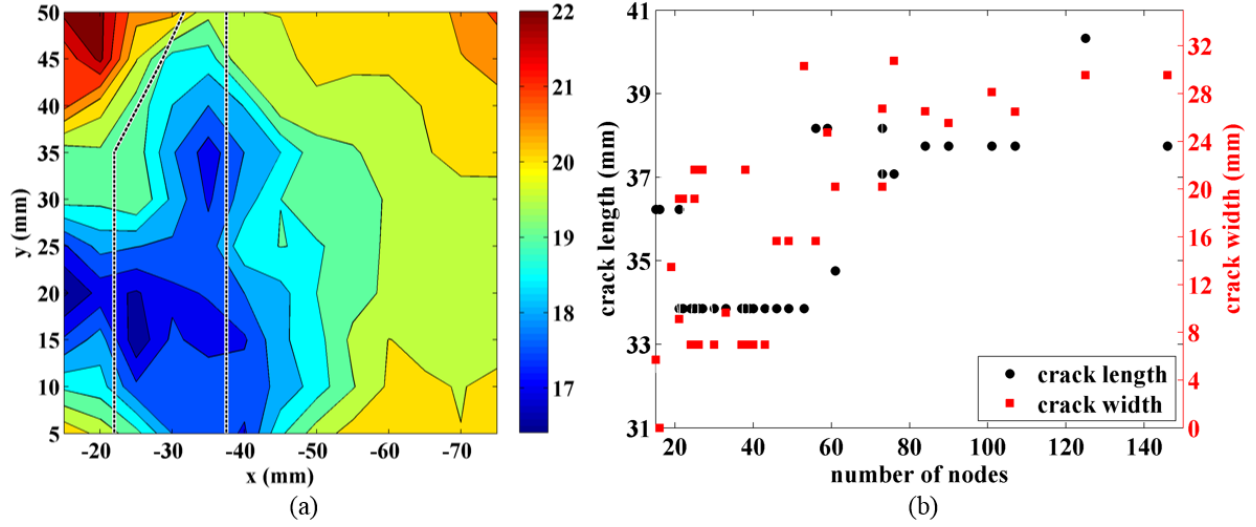 50
45
40
35
30
25
20
15
10
5
y (mm)
-20 -30 -40 -50 -60 -70
x (mm)
22
21
20
19
18
17
(a)
41
39
37
35
33
31
crack length (mm)
20 40 60 80 100 120 140
number of nodes
32
28
24
20
16
12
8
4
0
crack width (mm)
crack length
crack width
(b)